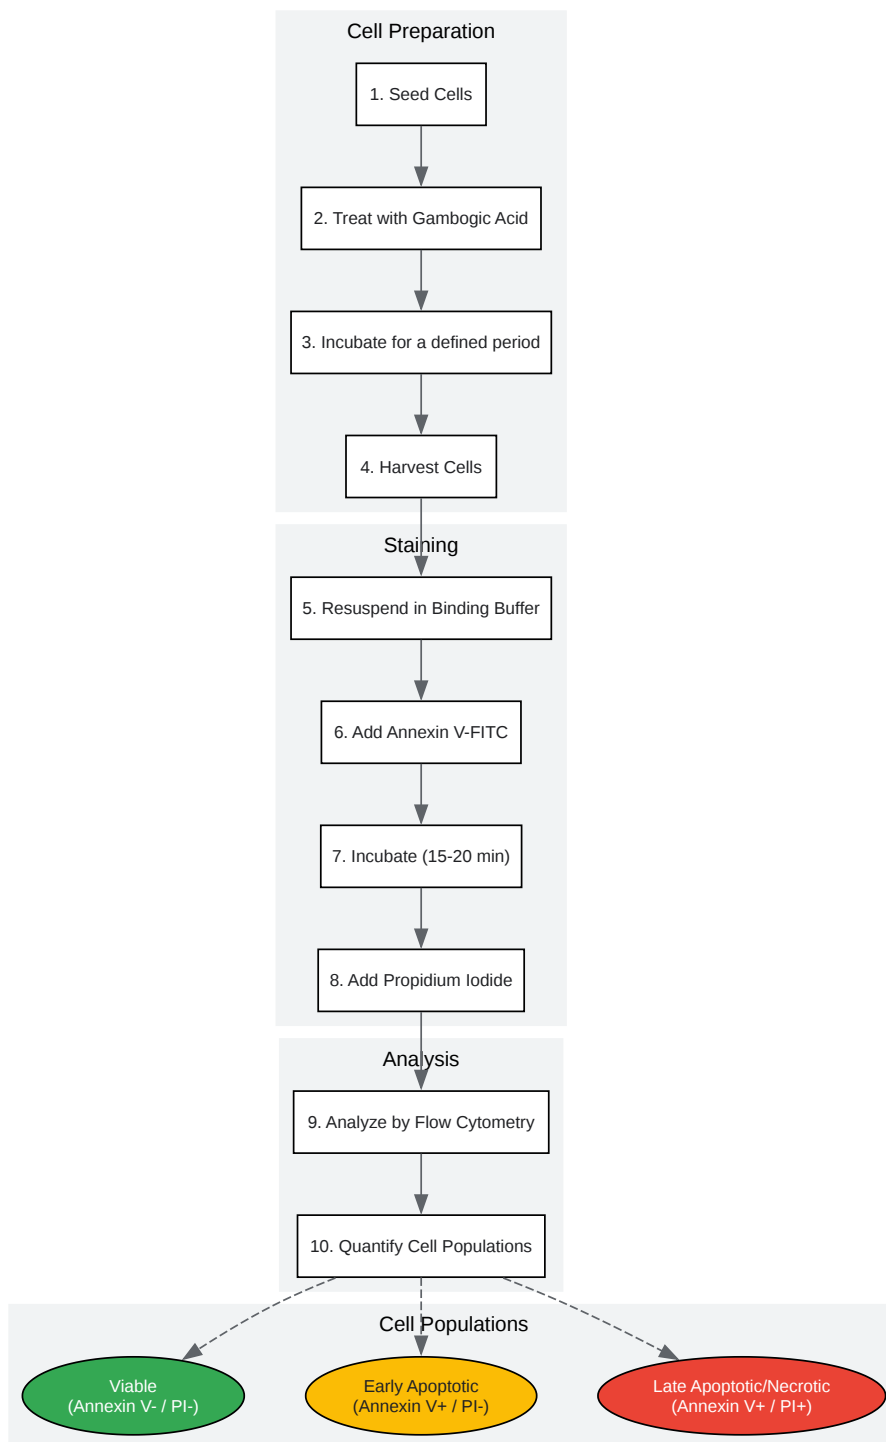 Cell Preparation
1. Seed Cells
2. Treat with Gambogic Acid
3. Incubate for a defined period
4. Harvest Cells
Staining
5. Resuspend in Binding Buffer
6. Add Annexin V-FITC
7. Incubate (15-20 min)
8. Add Propidium Iodide
Analysis
9. Analyze by Flow Cytometry
10. Quantify Cell Populations
Cell Populations
Viable
(Annexin V- / PI-)
Early Apoptotic
(Annexin V+ / PI-)
Late Apoptotic/Necrotic
(Annexin V+ / PI+)